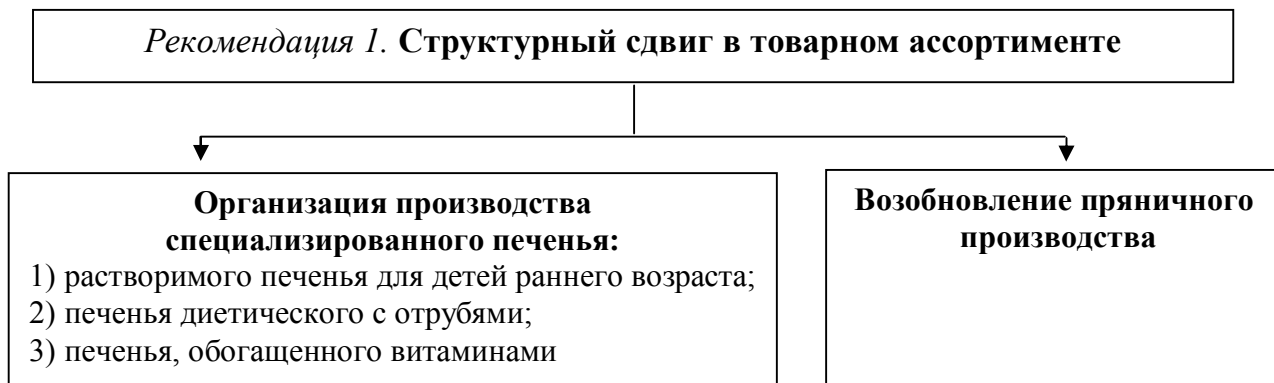 Рекомендация 1. Структурный сдвиг в товарном ассортименте
Организация производства
специализированного печенья:
1) растворимого печенья для детей раннего возраста;
2) печенья диетического с отрубями;
3) печенья, обогащенного витаминами
Возобновление пряничного
производства